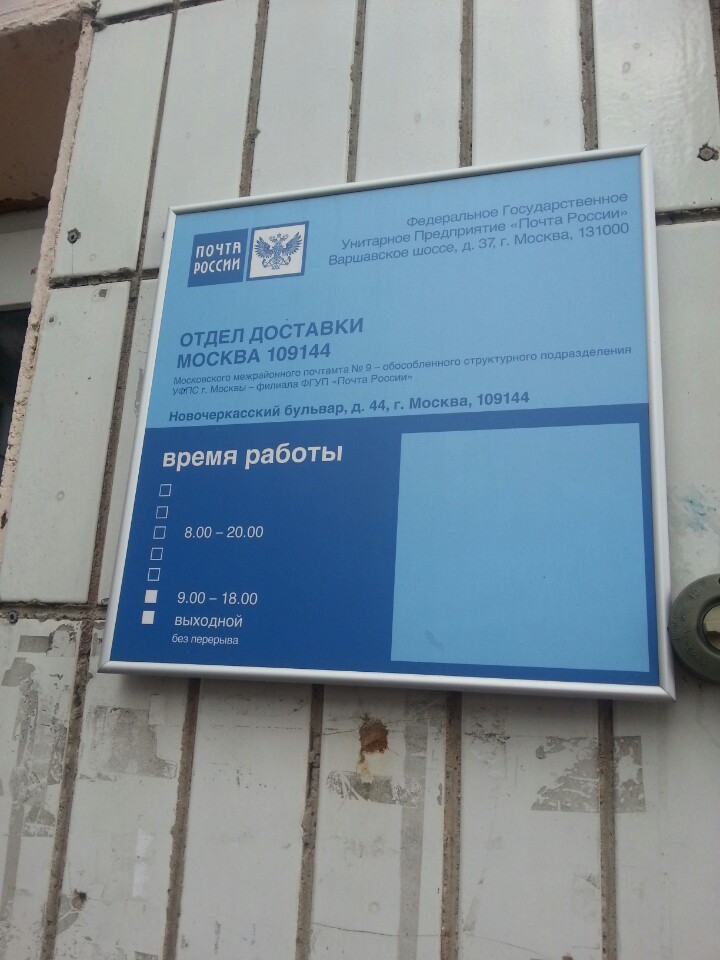 ПОЧТА
РОССИИ
Федеральное Государственное
Унитарное Предприятие «Почта России»
Варшавское шоссе, д. 37, г. Москва, 131000
ОТДЕЛ ДОСТАВКИ
МОСКВА 109144
Московского межрайонного почтамта № 9 – обособленного структурного подразделения
УФПС г. Москвы – филиала ФГУП «Почта России»
Новочеркасский бульвар, д. 44, г. Москва, 109144
время работы
8.00 – 20.00
9.00 – 18.00
выходной
без перерыва